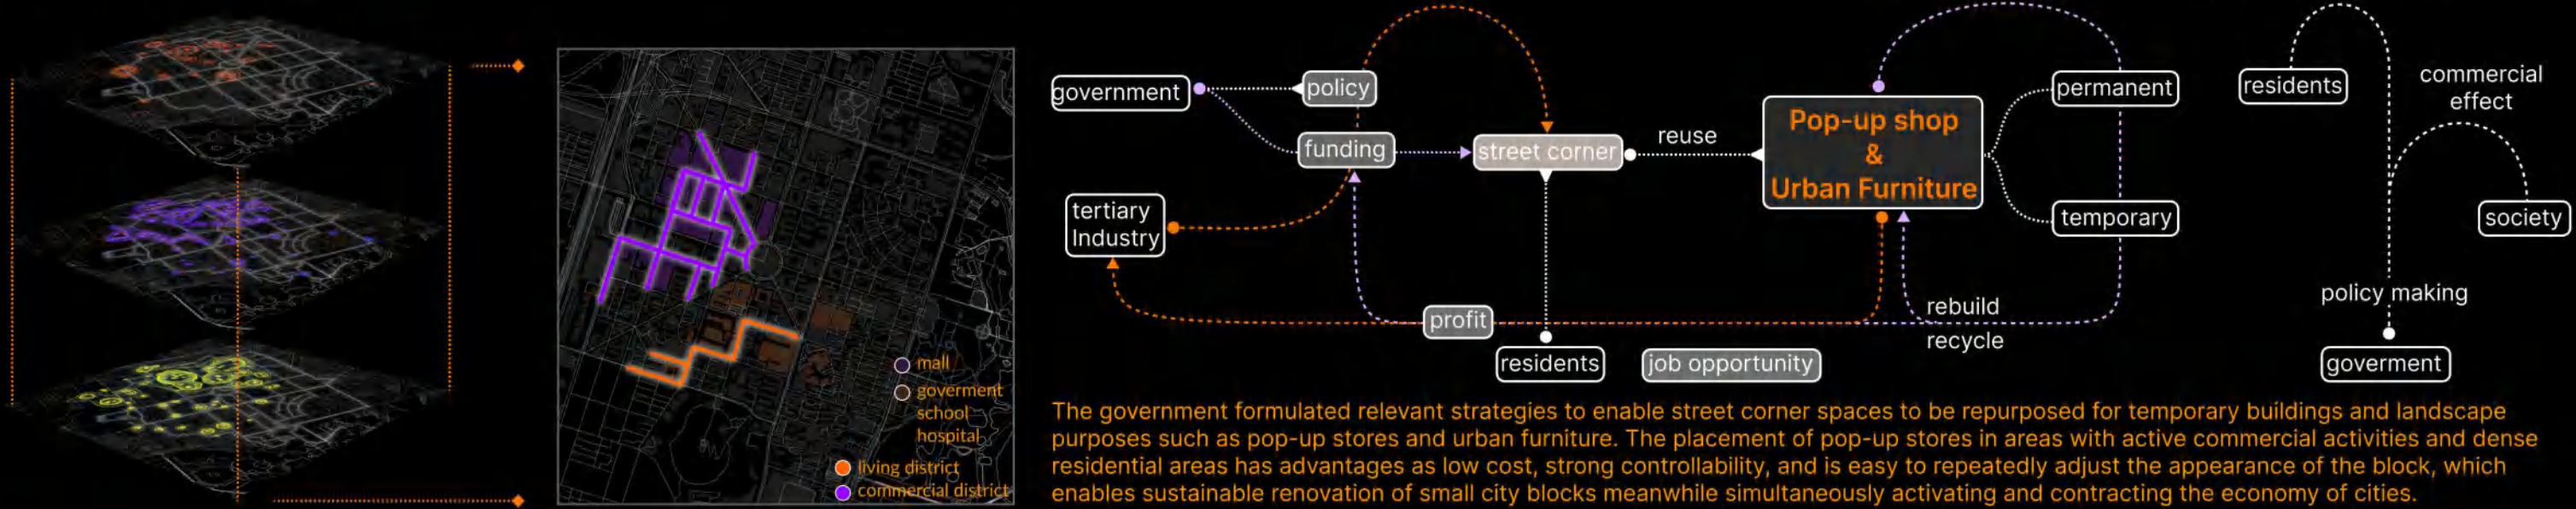 mall
goverment
school
hospital
living district
commercial district
government
policy
funding
tertiary
Industry
street corner
reuse
Pop-up shop
&
Urban Furniture
permanent
temporary
profit
residents
job opportunity
rebuild
recycle
residents
commercial
effect
society
policy making
goverment
The government formulated relevant strategies to enable street corner spaces to be repurposed for temporary buildings and landscape
purposes such as pop-up stores and urban furniture. The placement of pop-up stores in areas with active commercial activities and dense
residential areas has advantages as low cost, strong controllability, and is easy to repeatedly adjust the appearance of the block, which
enables sustainable renovation of small city blocks meanwhile simultaneously activating and contracting the economy of cities.